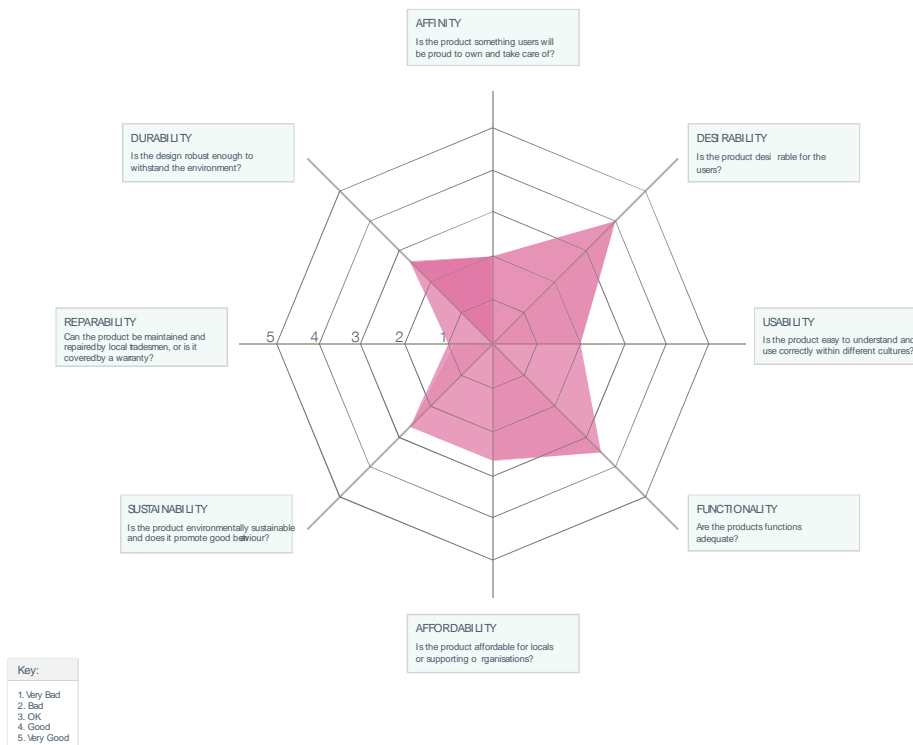 AFFINITY
Is the product something users will
be proud to own and take care of?
DURABILITY
Is the design robust enough to
withstand the environment?
DESIRABILITY
Is the product desi rable for the
users?
REPARABILITY
Can the product be maintained and
repaired by local tradesmen, or is it
covered by a warranty?
5 4 3 2 1
USABILITY
Is the product easy to understand and
use correctly within different cultures?
SUSTAINABILITY
Is the product environmentally sustainable
and does it promote good behaviour?
FUNCTIONALITY
Are the products functions
adequate?
AFFORDABILITY
Is the product affordable for locals
or supporting o rganisations?
Key:
1. Very Bad
2. Bad
3. OK
4. Good
5. Very Good